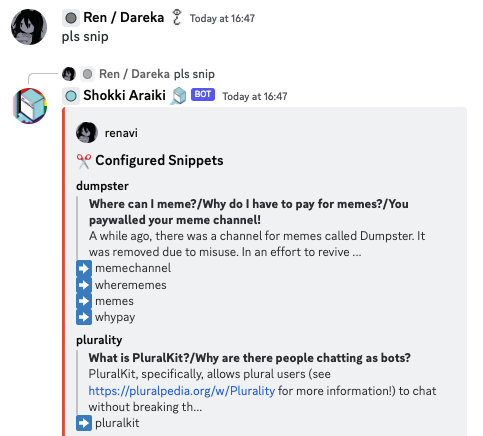 Ren / Dareka Today at 16:47
pls snip
Ren / Dareka pls snip
Shokki Araiki BOT Today at 16:47
renavi
Configured Snippets
dumpster
Where can I meme?/Why do I have to pay for memes?/You
paywalled your meme channel!
A while ago, there was a channel for memes called Dumpster. It
was removed due to misuse. In an effort to revive ...
memechannel
wherememes
memes
whypay
plurality
What is PluralKit?/Why are there people chatting as bots?
PluralKit, specifically, allows plural users (see
https://pluralpedia.org/w/Plurality for more information!) to chat
without breaking th...
pluralkit